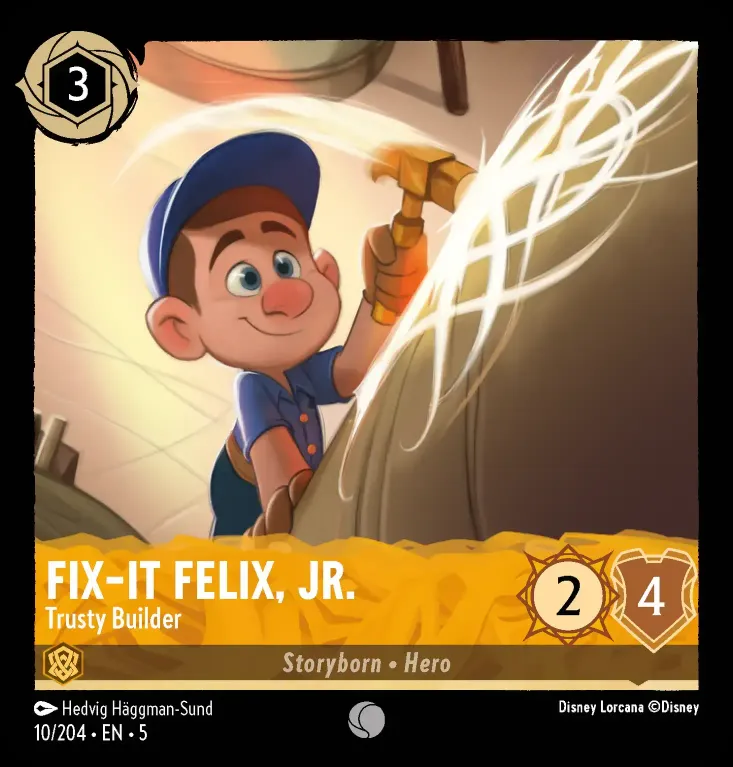 3
FIX-IT FELIX, JR.
Trusty Builder
2
4
Storyborn • Hero
Hedvig Häggman-Sund
Disney Lorcana ©Disney
10/204 • EN • 5